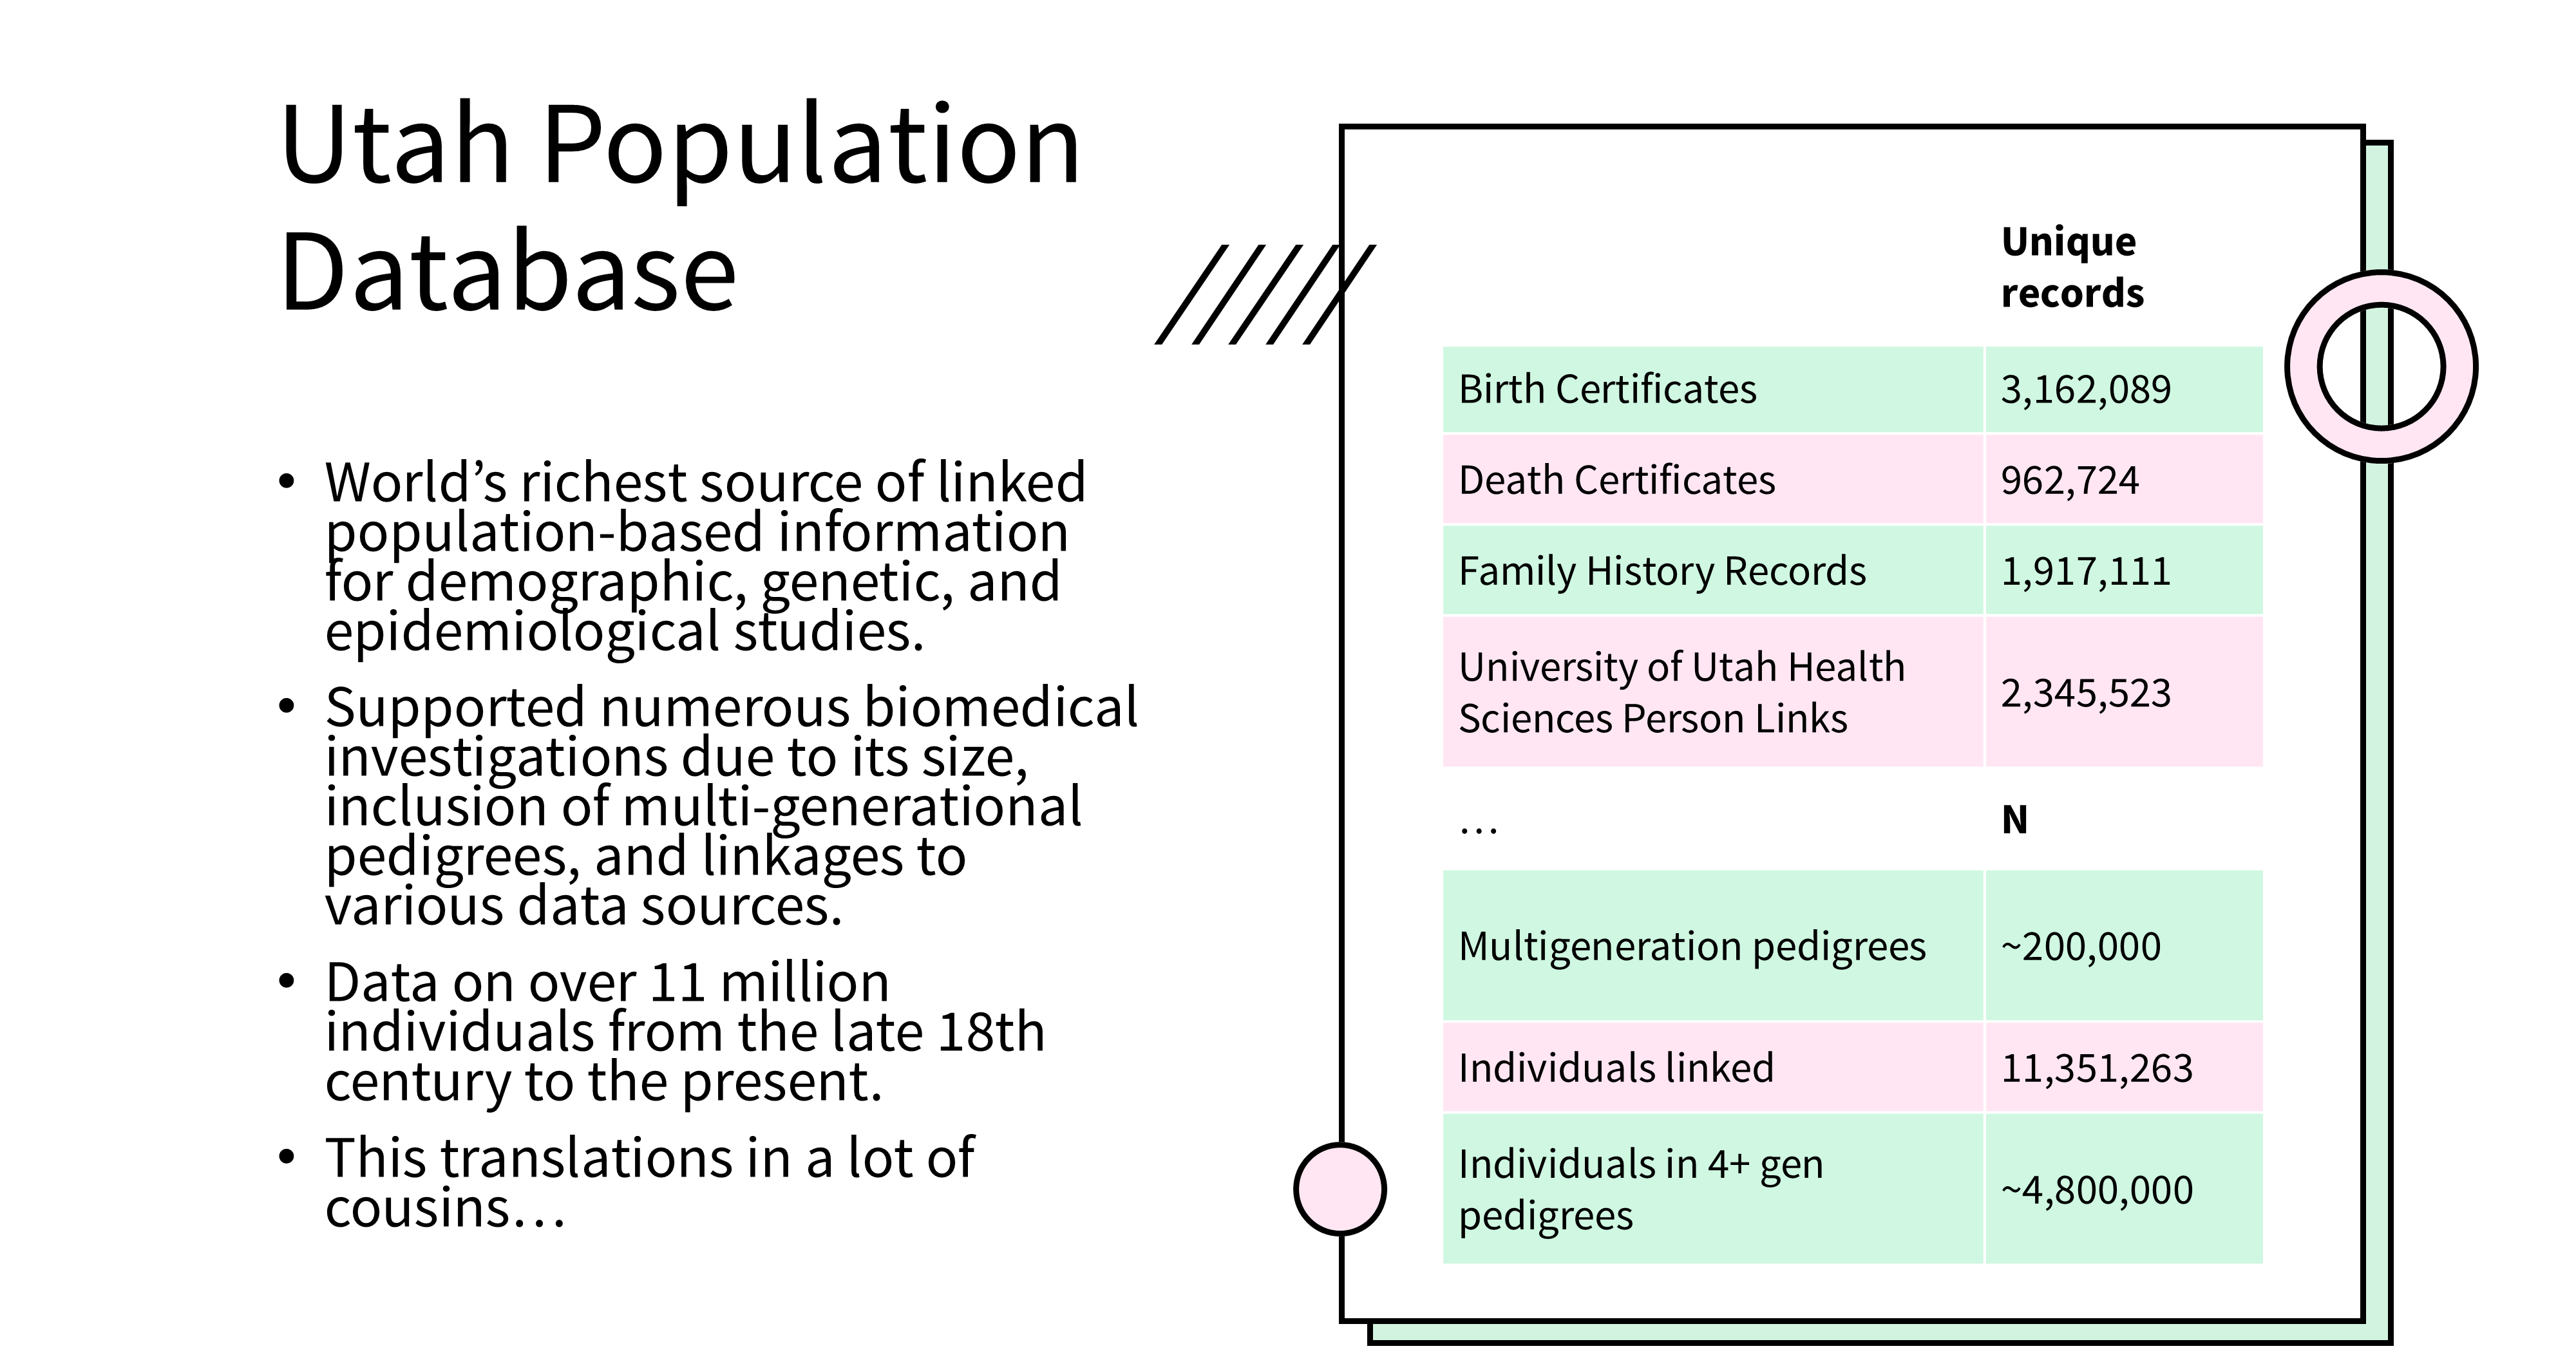 Utah Population
Database
• World’s richest source of linked
population-based information
for demographic, genetic, and
epidemiological studies.
• Supported numerous biomedical
investigations due to its size,
inclusion of multi-generational
pedigrees, and linkages to
various data sources.
• Data on over 11 million
individuals from the late 18th
century to the present.
• This translations in a lot of
cousins…
Unique
records
Birth Certificates 3,162,089
Death Certificates 962,724
Family History Records 1,917,111
University of Utah Health
Sciences Person Links 2,345,523
… N
Multigeneration pedigrees ~200,000
Individuals linked 11,351,263
Individuals in 4+ gen
pedigrees ~4,800,000